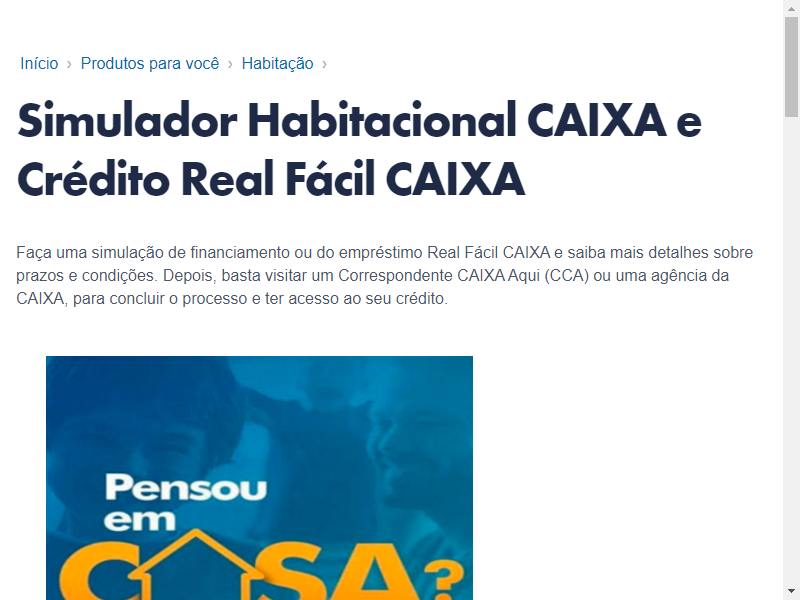 Início › Produtos para você › Habitação ›
Simulador Habitacional CAIXA e
Crédito Real Fácil CAIXA
Faça uma simulação de financiamento ou do empréstimo Real Fácil CAIXA e saiba mais detalhes sobre
prazos e condições. Depois, basta visitar um Correspondente CAIXA Aqui (CCA) ou uma agência da
CAIXA, para concluir o processo e ter acesso ao seu crédito.
Pensou
em
CASA?